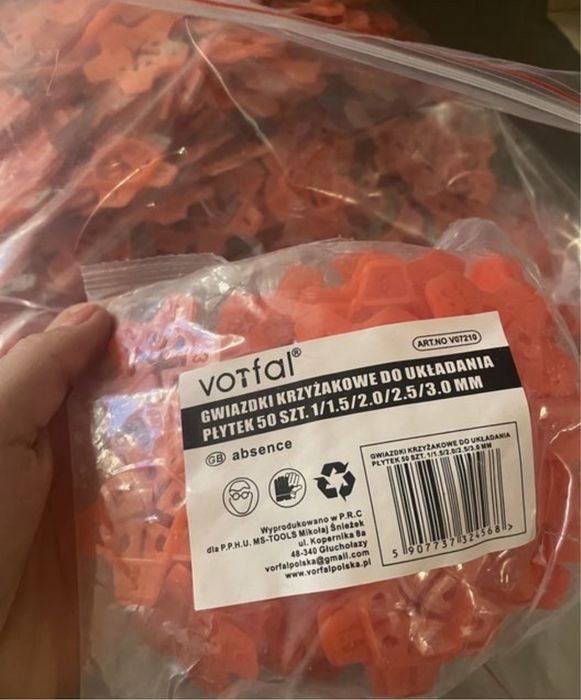 vorfal®
ART.NO V07210
GWIAZDKI KRZYŻAKOWE DO UKŁADANIA
PŁYTEK 50 SZT. 1/1.5/2.0/2.5/3.0 MM
GB absence
Wyprodukowano w P.R.C
dla P.P.H.U. MS-TOOLS Mikołaj Śnieżek
ul. Kopernika 8a
48-340 Głuchołazy
vorfalpolska@gmail.com
www.vorfalpolska.pl
GWIAZDKI KRZYŻAKOWE DO UKŁADANIA
PŁYTEK 50 SZT. 1/1.5/2.0/2.5/3.0 MM
5 907737 324568 >